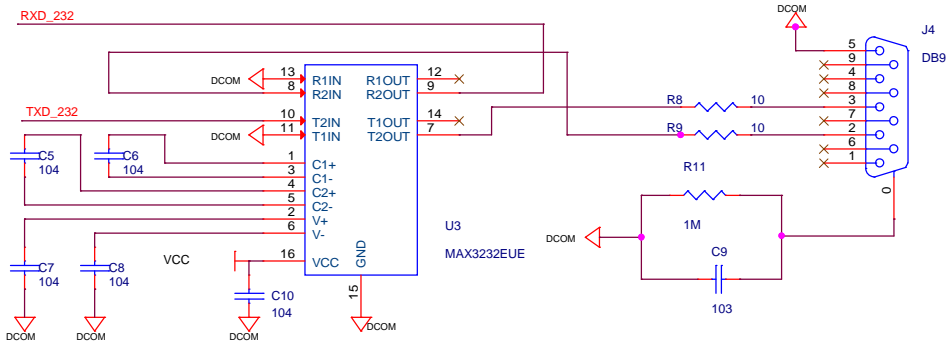 RXD_232
DCOM
J4
DB9
DCOM
13
R1IN
R1OUT
12
8
R2IN
R2OUT
9
TXD_232
10
T2IN
T1OUT
14
DCOM
11
T1IN
T2OUT
7
R8
10
R9
10
5
9
4
8
3
7
2
6
1
0
C5
104
C6
104
1
C1+
3
C1-
4
C2+
5
C2-
2
V+
6
V-
16
VCC
GND
15
U3
MAX3232EUE
VCC
C7
104
C8
104
C10
104
DCOM
DCOM
DCOM
DCOM
R11
1M
DCOM
C9
103